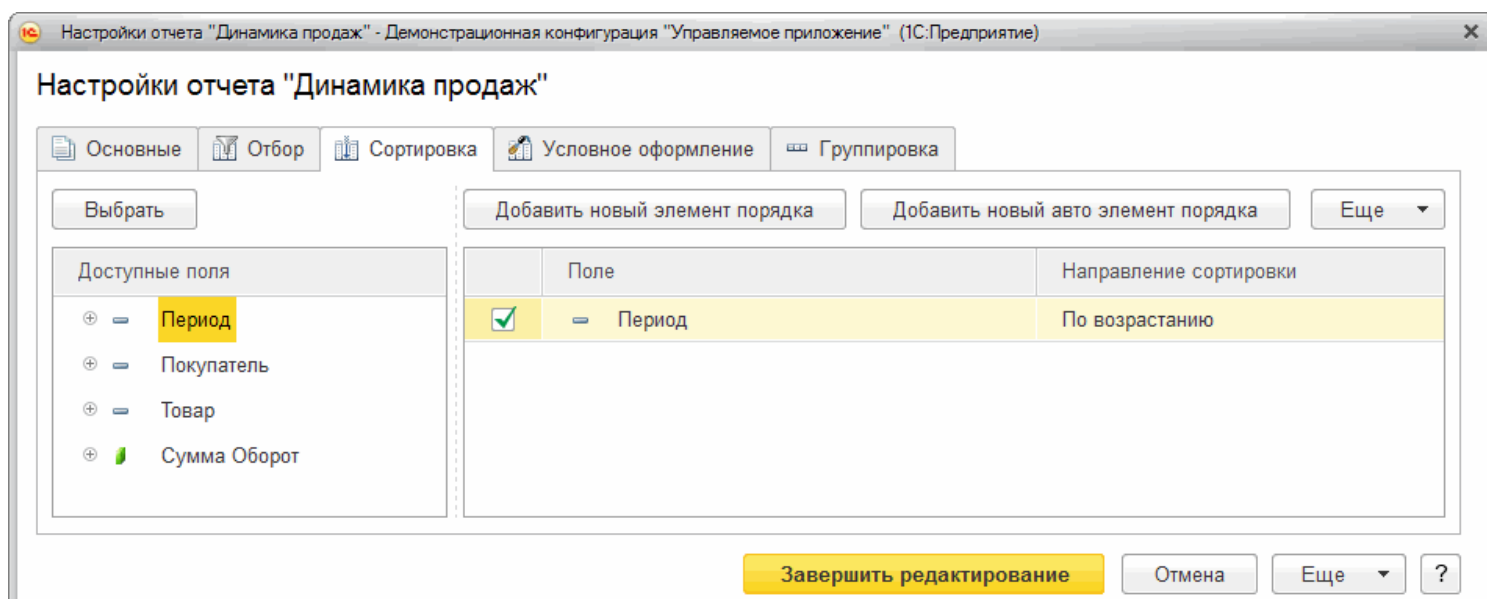 1С Настройки отчета "Динамика продаж" - Демонстрационная конфигурация "Управляемое приложение" (1С:Предприятие)
Настройки отчета "Динамика продаж"
Основные Отбор Сортировка Условное оформление Группировка
Выбрать Добавить новый элемент порядка Добавить новый авто элемент порядка Еще
Доступные поля Поле Направление сортировки
Период Период По возрастанию
Покупатель
Товар
Сумма Оборот
Завершить редактирование Отмена Еще ?